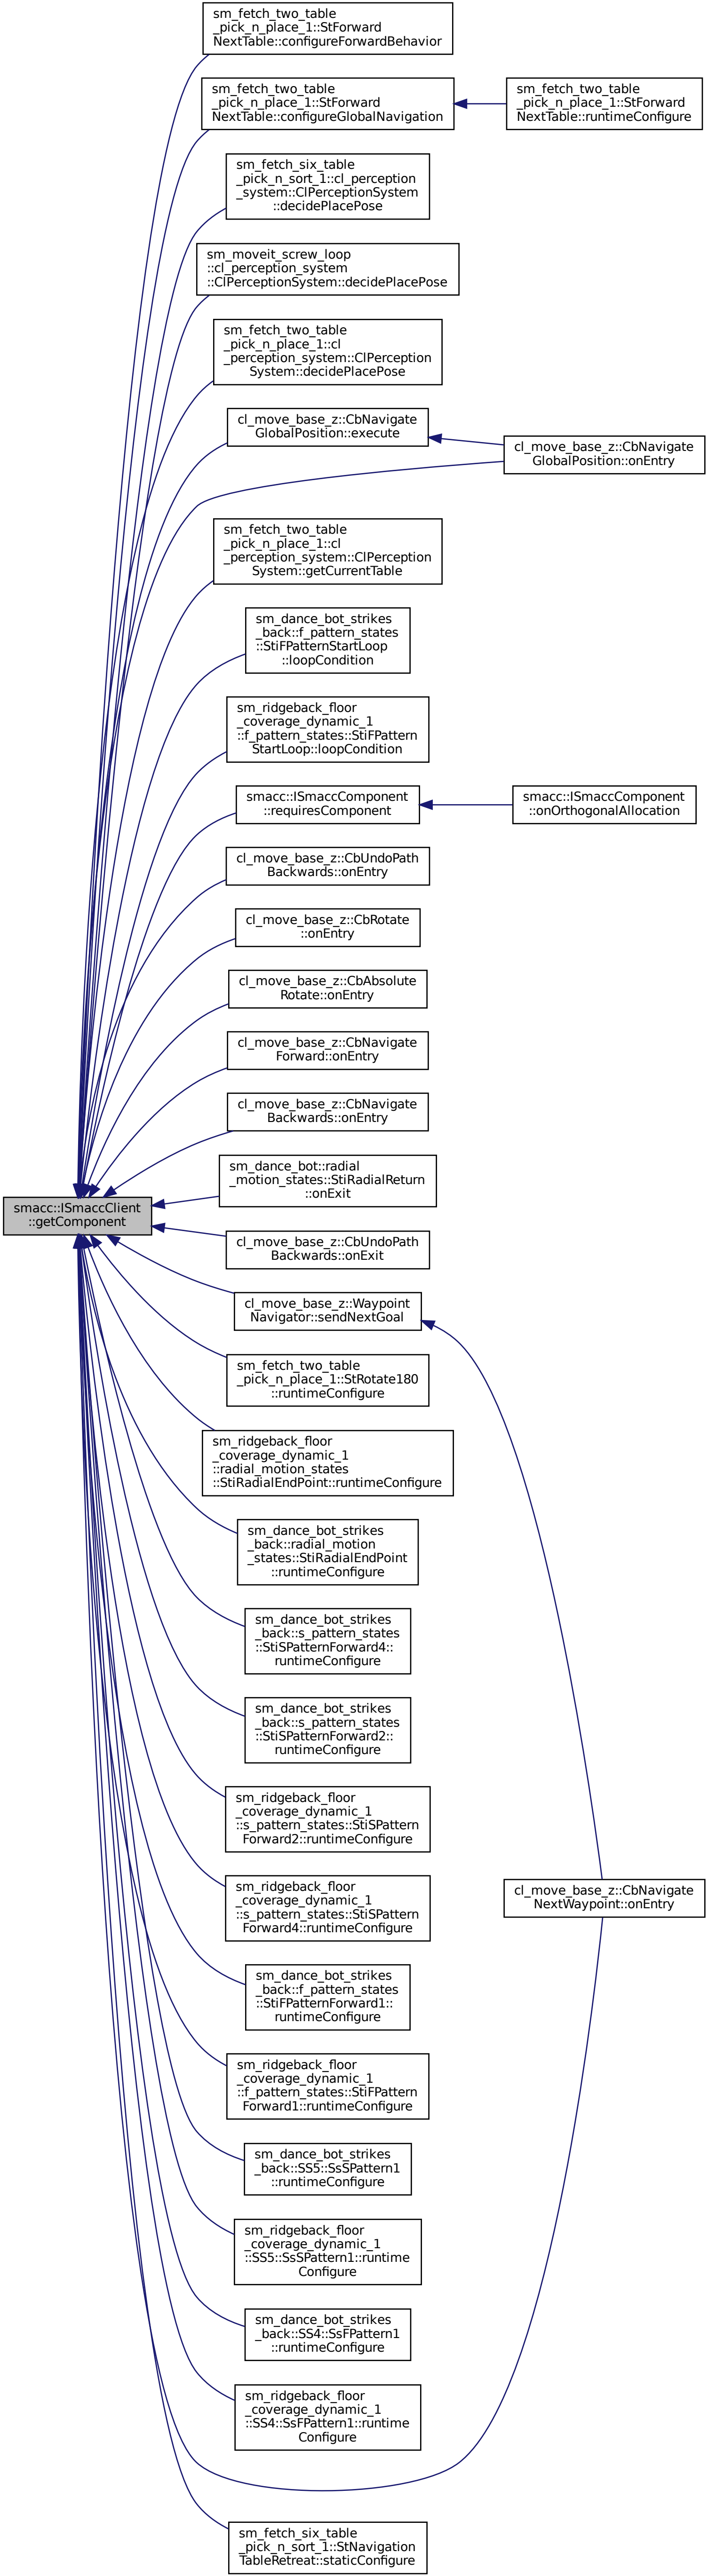 sm_fetch_two_table
_pick_n_place_1::StForward
NextTable::configureForwardBehavior
sm_fetch_two_table
_pick_n_place_1::StForward
NextTable::configureGlobalNavigation
sm_fetch_two_table
_pick_n_place_1::StForward
NextTable::runtimeConfigure
sm_fetch_six_table
_pick_n_sort_1::cl_perception
_system::ClPerceptionSystem
::decidePlacePose
sm_moveit_screw_loop
::cl_perception_system
::ClPerceptionSystem::decidePlacePose
sm_fetch_two_table
_pick_n_place_1::cl
_perception_system::ClPerception
System::decidePlacePose
cl_move_base_z::CbNavigate
GlobalPosition::execute
cl_move_base_z::CbNavigate
GlobalPosition::onEntry
sm_fetch_two_table
_pick_n_place_1::cl
_perception_system::ClPerception
System::getCurrentTable
sm_dance_bot_strikes
_back::f_pattern_states
::StiFPatternStartLoop
::loopCondition
sm_ridgeback_floor
_coverage_dynamic_1
::f_pattern_states::StiFPattern
StartLoop::loopCondition
smacc::ISmaccComponent
::requiresComponent
smacc::ISmaccComponent
::onOrthogonalAllocation
cl_move_base_z::CbUndoPath
Backwards::onEntry
cl_move_base_z::CbRotate
::onEntry
cl_move_base_z::CbAbsolute
Rotate::onEntry
cl_move_base_z::CbNavigate
Forward::onEntry
cl_move_base_z::CbNavigate
Backwards::onEntry
sm_dance_bot::radial
_motion_states::StiRadialReturn
::onExit
smacc::ISmaccClient
::getComponent
cl_move_base_z::CbUndoPath
Backwards::onExit
cl_move_base_z::Waypoint
Navigator::sendNextGoal
sm_fetch_two_table
_pick_n_place_1::StRotate180
::runtimeConfigure
sm_ridgeback_floor
_coverage_dynamic_1
::radial_motion_states
::StiRadialEndPoint::runtimeConfigure
sm_dance_bot_strikes
_back::radial_motion
_states::StiRadialEndPoint
::runtimeConfigure
sm_dance_bot_strikes
_back::s_pattern_states
::StiSPatternForward4::
runtimeConfigure
sm_dance_bot_strikes
_back::s_pattern_states
::StiSPatternForward2::
runtimeConfigure
sm_ridgeback_floor
_coverage_dynamic_1
::s_pattern_states::StiSPattern
Forward2::runtimeConfigure
sm_ridgeback_floor
_coverage_dynamic_1
::s_pattern_states::StiSPattern
Forward4::runtimeConfigure
cl_move_base_z::CbNavigate
NextWaypoint::onEntry
sm_dance_bot_strikes
_back::f_pattern_states
::StiFPatternForward1::
runtimeConfigure
sm_ridgeback_floor
_coverage_dynamic_1
::f_pattern_states::StiFPattern
Forward1::runtimeConfigure
sm_dance_bot_strikes
_back::SS5::SsSPattern1
::runtimeConfigure
sm_ridgeback_floor
_coverage_dynamic_1
::SS5::SsSPattern1::runtime
Configure
sm_dance_bot_strikes
_back::SS4::SsFPattern1
::runtimeConfigure
sm_ridgeback_floor
_coverage_dynamic_1
::SS4::SsFPattern1::runtime
Configure
sm_fetch_six_table
_pick_n_sort_1::StNavigation
TableRetreat::staticConfigure